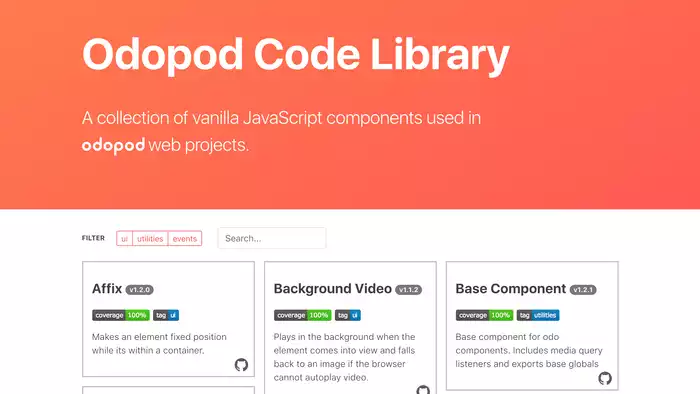 Odopod Code Library
A collection of vanilla JavaScript components used in
odopod web projects.
FILTER
ui utilities events
Search...
Affix v1.2.0
coverage 100% tag ui
Makes an element fixed position
while its within a container.
Background Video v1.1.2
coverage 100% tag ui
Plays in the background when the
element comes into view and falls
back to an image if the browser
cannot autoplay video.
Base Component v1.2.1
coverage 100% tag utilities
Base component for odo
components. Includes media query
listeners and exports base globals